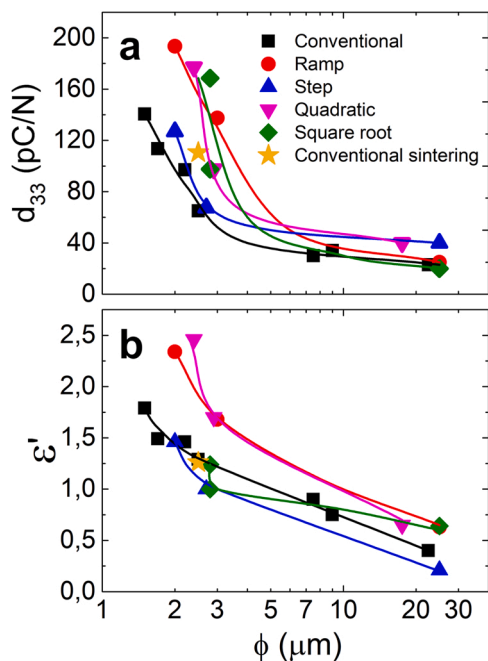 a
d33 (pC/N)
200
160
120
80
40
0
Conventional
Ramp
Step
Quadratic
Square root
Conventional sintering
b
ε'
2,5
2,0
1,5
1,0
0,5
0,0
1 2 3 5 7 10 20 30
ϕ (μm)